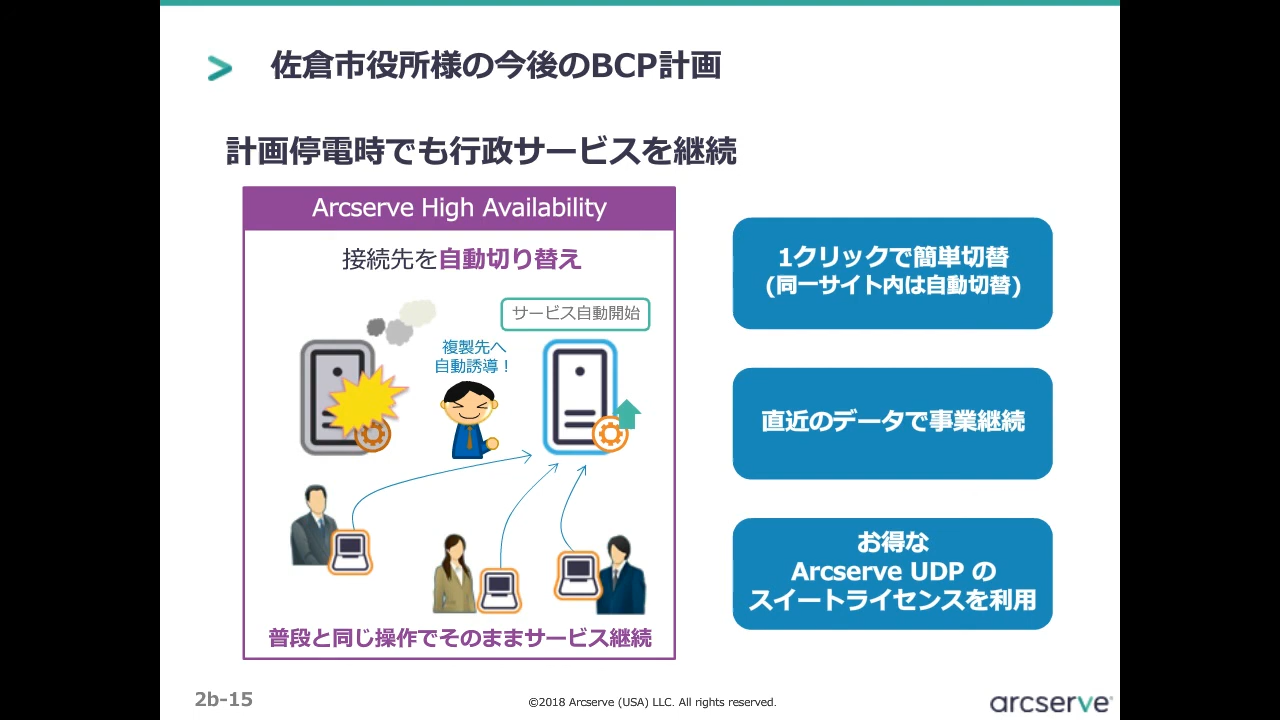 佐倉市役所様の今後のBCP計画
計画停電時でも行政サービスを継続
Arcserve High Availability
接続先を自動切り替え
サービス自動開始
複製先へ
自動誘導！
普段と同じ操作でそのままサービス継続
1クリックで簡単切替
(同一サイト内は自動切替)
直近のデータで事業継続
お得な
Arcserve UDP の
スイートライセンスを利用
2b-15
©2018 Arcserve (USA) LLC. All rights reserved.
arcserve